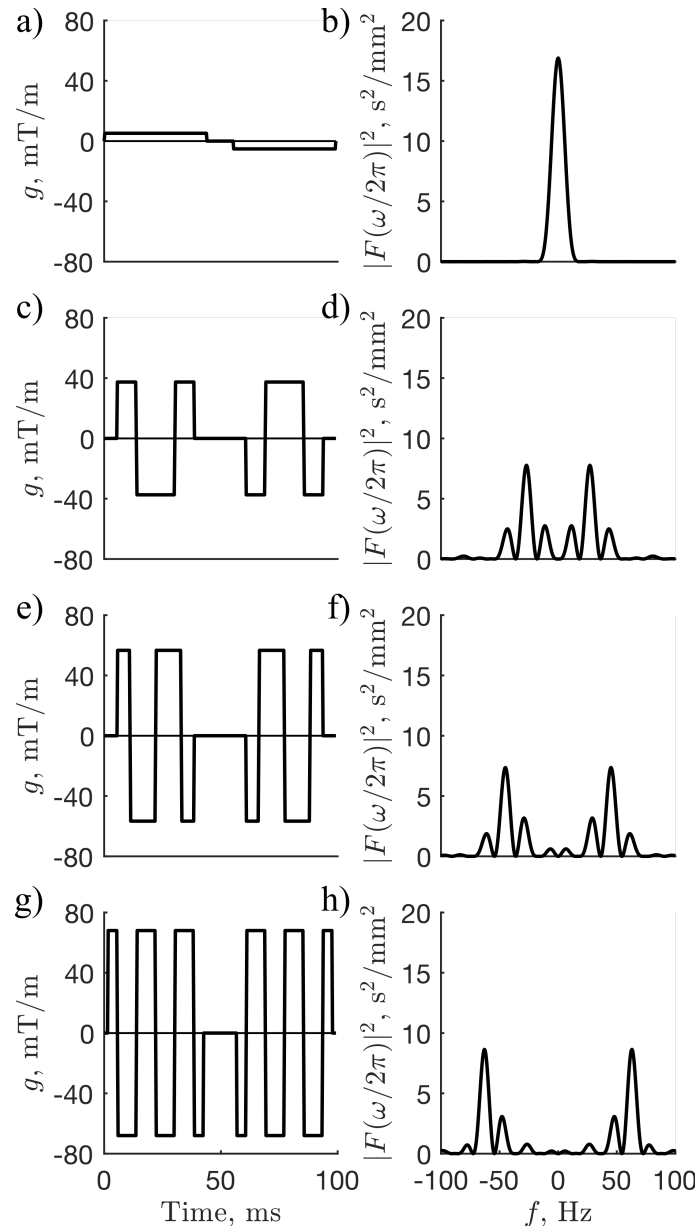 a)
80
40
0
-40
-80
g, mT/m
b)
20
15
10
5
0
|F(ω/2π)|², s²/mm²
c)
80
40
0
-40
-80
g, mT/m
d)
20
15
10
5
0
|F(ω/2π)|², s²/mm²
e)
80
40
0
-40
-80
g, mT/m
f)
20
15
10
5
0
|F(ω/2π)|², s²/mm²
g)
80
40
0
-40
-80
g, mT/m
0 50 100
Time, ms
h)
20
15
10
5
0
|F(ω/2π)|², s²/mm²
-100 -50 0 50 100
f, Hz